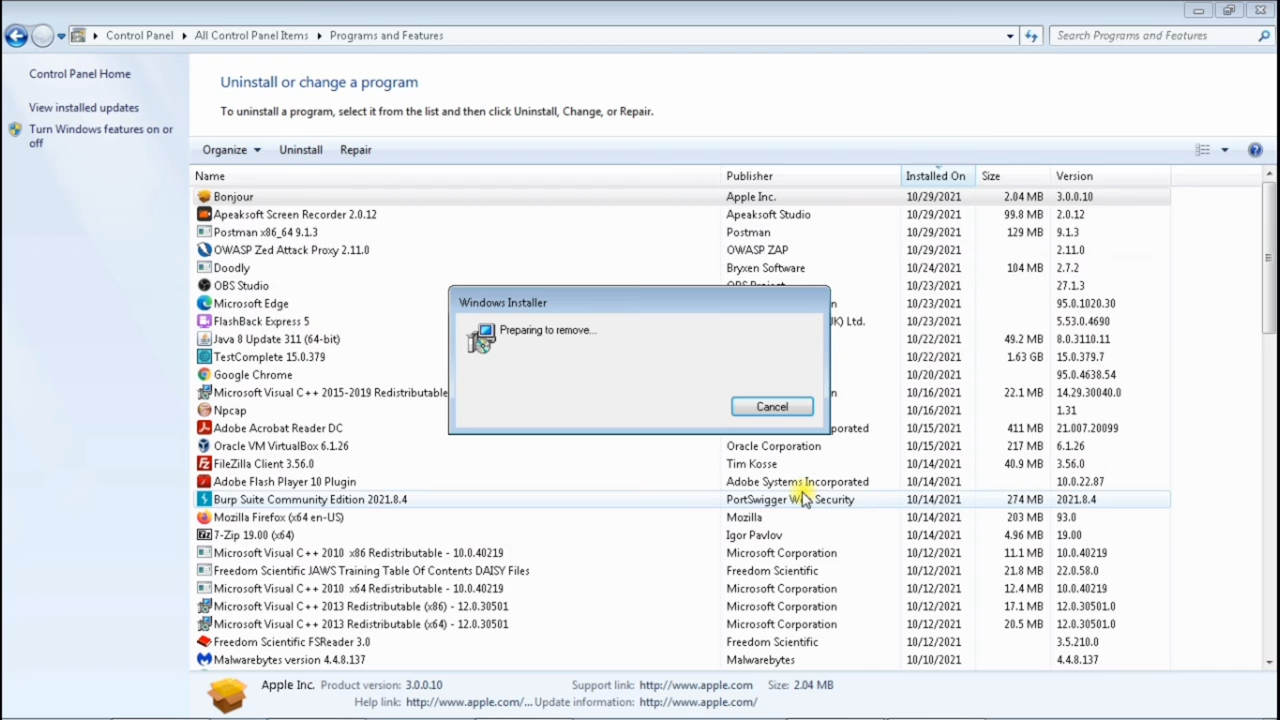 Control Panel All Control Panel Items Programs and Features Search Programs and Features
Control Panel Home
View installed updates
Turn Windows features on or
off
Uninstall or change a program
To uninstall a program, select it from the list and then click Uninstall, Change, or Repair.
Organize Uninstall Repair
Name Publisher Installed On Size Version
Bonjour Apple Inc. 10/29/2021 2.04 MB 3.0.0.10
Apeaksoft Screen Recorder 2.0.12 Apeaksoft Studio 10/29/2021 99.8 MB 2.0.12
Postman x86_64 9.1.3 Postman 10/29/2021 129 MB 9.1.3
OWASP Zed Attack Proxy 2.11.0 OWASP ZAP 10/29/2021 2.11.0
Doodly Bryxen Software 10/24/2021 104 MB 2.7.2
OBS Studio OBS Project 10/23/2021 27.1.3
Microsoft Edge 10/23/2021 95.0.1020.30
FlashBack Express 5 UK) Ltd. 10/23/2021 5.53.0.4690
Java 8 Update 311 (64-bit) 10/22/2021 49.2 MB 8.0.3110.11
TestComplete 15.0.379 10/22/2021 1.63 GB 15.0.379.7
Google Chrome 10/22/2021 95.0.4638.54
Microsoft Visual C++ 2015-2019 Redistributable 10/16/2021 22.1 MB 14.29.30040.0
Npcap 10/16/2021 1.31
Adobe Acrobat Reader DC 10/15/2021 411 MB 21.007.20099
Oracle VM VirtualBox 6.1.26 Oracle Corporation 10/15/2021 217 MB 6.1.26
FileZilla Client 3.56.0 Tim Kosse 10/14/2021 40.9 MB 3.56.0
Adobe Flash Player 10 Plugin Adobe Systems Incorporated 10/14/2021 10.0.22.87
Burp Suite Community Edition 2021.8.4 PortSwigger Web Security 10/14/2021 274 MB 2021.8.4
Mozilla Firefox (x64 en-US) Mozilla 10/14/2021 203 MB 93.0
7-Zip 19.00 (x64) Igor Pavlov 10/14/2021 4.96 MB 19.00
Microsoft Visual C++ 2010 x86 Redistributable - 10.0.40219 Microsoft Corporation 10/12/2021 11.1 MB 10.0.40219
Freedom Scientific JAWS Training Table Of Contents DAISY Files Freedom Scientific 10/12/2021 21.8 MB 22.0.58.0
Microsoft Visual C++ 2010 x64 Redistributable - 10.0.40219 Microsoft Corporation 10/12/2021 12.4 MB 10.0.40219
Microsoft Visual C++ 2013 Redistributable (x86) - 12.0.30501 Microsoft Corporation 10/12/2021 17.1 MB 12.0.30501.0
Microsoft Visual C++ 2013 Redistributable (x64) - 12.0.30501 Microsoft Corporation 10/12/2021 20.5 MB 12.0.30501.0
Freedom Scientific FSReader 3.0 Freedom Scientific 10/12/2021 3.5.210.0
Malwarebytes version 4.4.8.137 Malwarebytes 10/10/2021 4.4.8.137
Windows Installer
Preparing to remove...
Cancel
Apple Inc. Product version: 3.0.0.10 Support link: http://www.apple.com Size: 2.04 MB
Help link: http://www.apple.com/... Update information: http://www.apple.com/